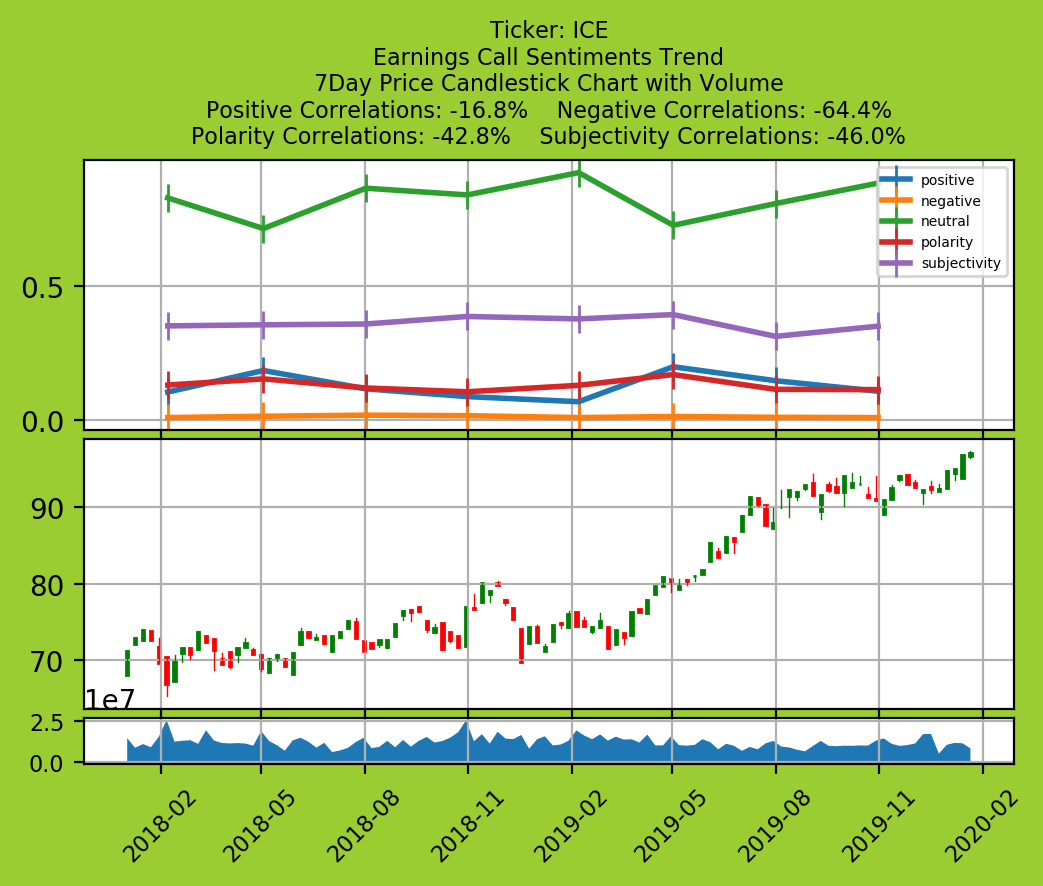 Ticker: ICE
Earnings Call Sentiments Trend
7Day Price Candlestick Chart with Volume
Positive Correlations: -16.8%    Negative Correlations: -64.4%
Polarity Correlations: -42.8%    Subjectivity Correlations: -46.0%
positive
negative
neutral
polarity
subjectivity
0.5
0.0
90
80
70
1e7
2.5
0.0
2018-02
2018-05
2018-08
2018-11
2019-02
2019-05
2019-08
2019-11
2020-02